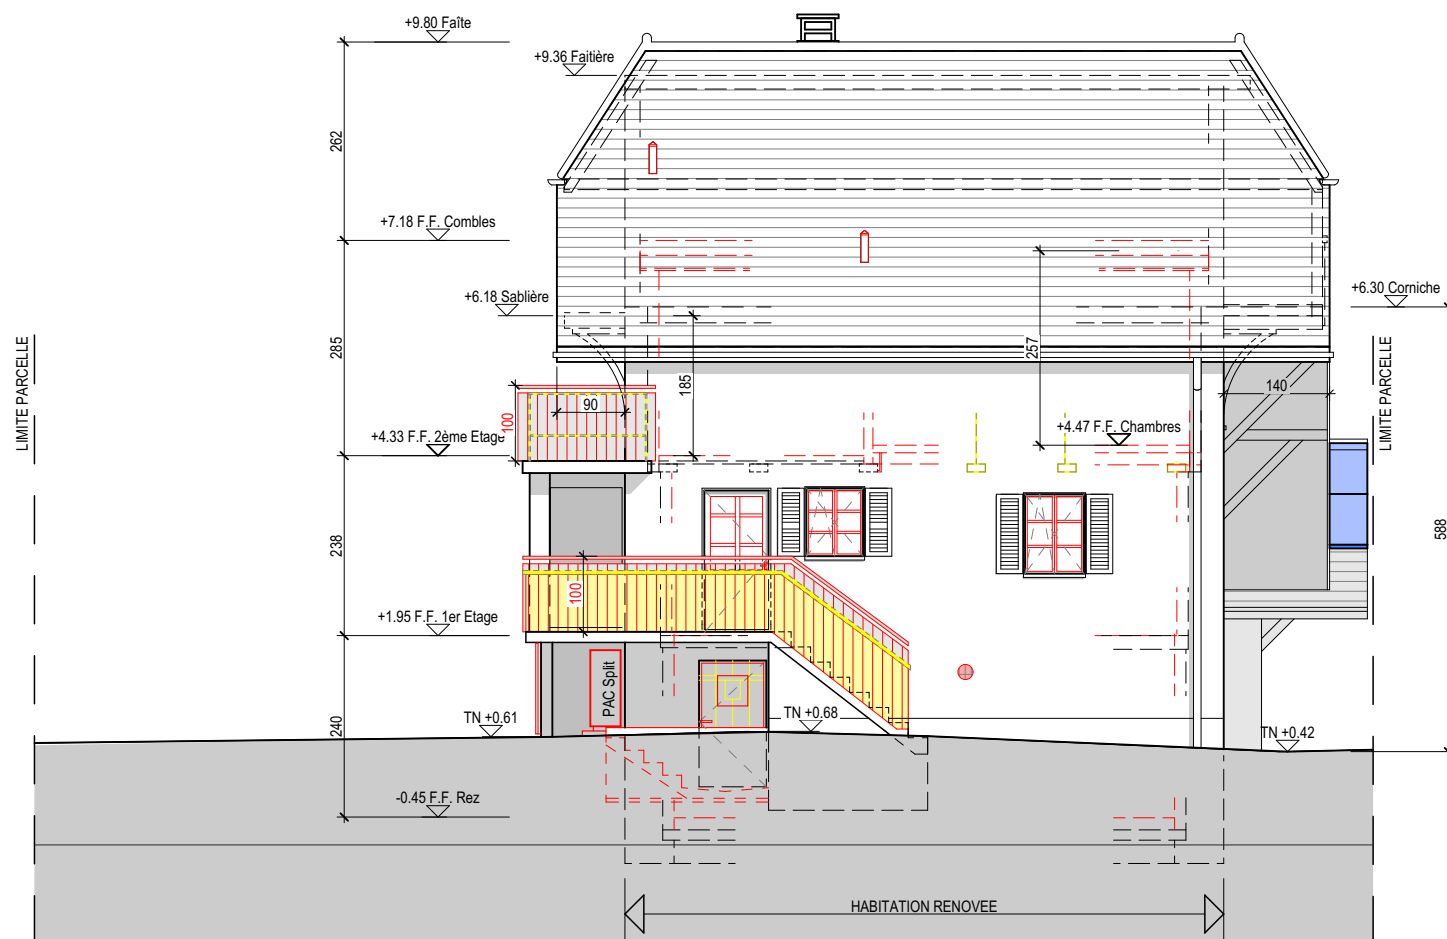 +9.80 Faîte
+9.36 Faitière
262
+7.18 F.F. Combles
+6.18 Sablière
+6.30 Corniche
LIMITE PARCELLE
285
185
257
140
LIMITE PARCELLE
90
100
+4.33 F.F. 2ème Etage
+4.47 F.F. Chambres
238
588
100
+1.95 F.F. 1er Etage
PAC Split
240
TN +0.61
TN +0.68
TN +0.42
-0.45 F.F. Rez
HABITATION RENOVEE